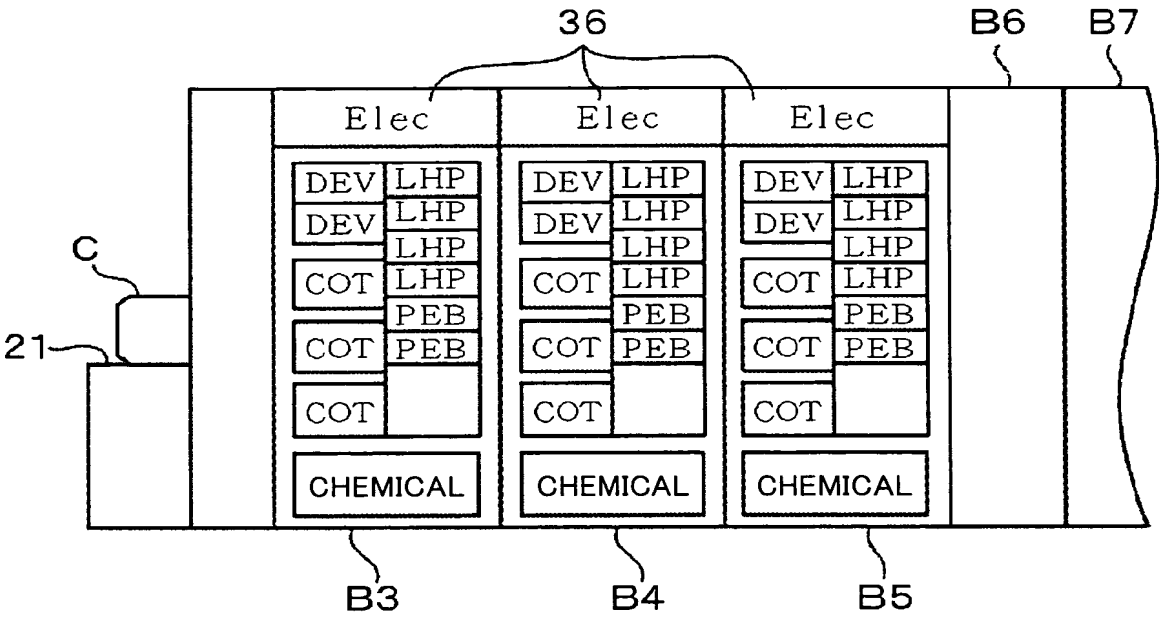 36 B6 B7
Elec Elec Elec
DEV LHP DEV LHP DEV LHP
DEV LHP DEV LHP DEV LHP
LHP LHP LHP
C
COT LHP COT LHP COT LHP
PEB PEB PEB
21
COT PEB COT PEB COT PEB
COT COT COT
CHEMICAL CHEMICAL CHEMICAL
B3 B4 B5